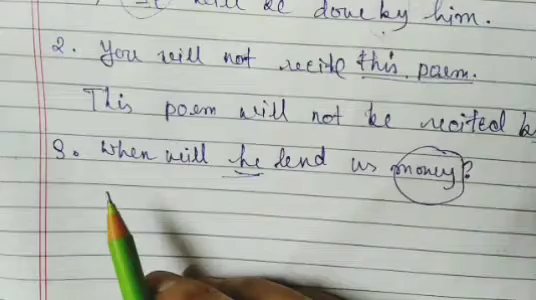 It will be done by him.
2. You will not recite this poem.
This poem will not be recited
3. When will he lend us money?